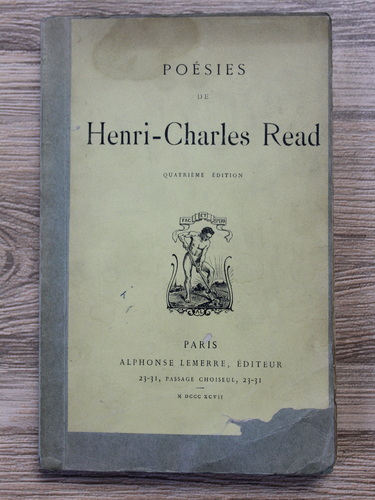 POÉSIES
DE
Henri-Charles Read
QUATRIÈME ÉDITION
FAC ET SPERA
AL
PARIS
ALPHONSE LEMERRE, ÉDITEUR
23-31, PASSAGE CHOISEUL, 23-31
M DCCC XCVII